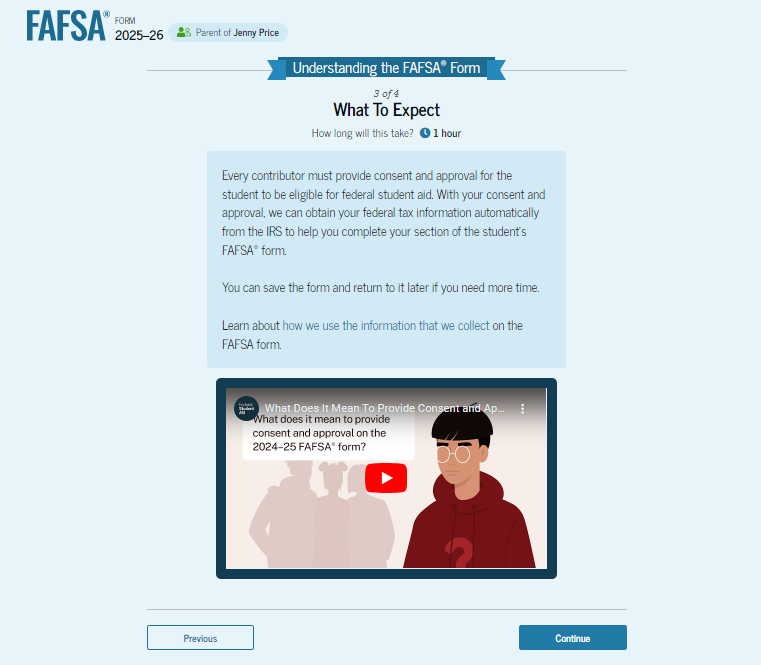 FAFSA®
FORM
2025–26
Parent of Jenny Price
Understanding the FAFSA® Form
3 of 4
What To Expect
How long will this take? 1 hour
Every contributor must provide consent and approval for the
student to be eligible for federal student aid. With your consent and
approval, we can obtain your federal tax information automatically
from the IRS to help you complete your section of the student's
FAFSA® form.
You can save the form and return to it later if you need more time.
Learn about how we use the information that we collect on the
FAFSA form.
Federal
Student
Aid
What Does It Mean To Provide Consent and Ap...
What does it mean to provide
consent and approval on the
2024–25 FAFSA® form?
?
Previous
Continue